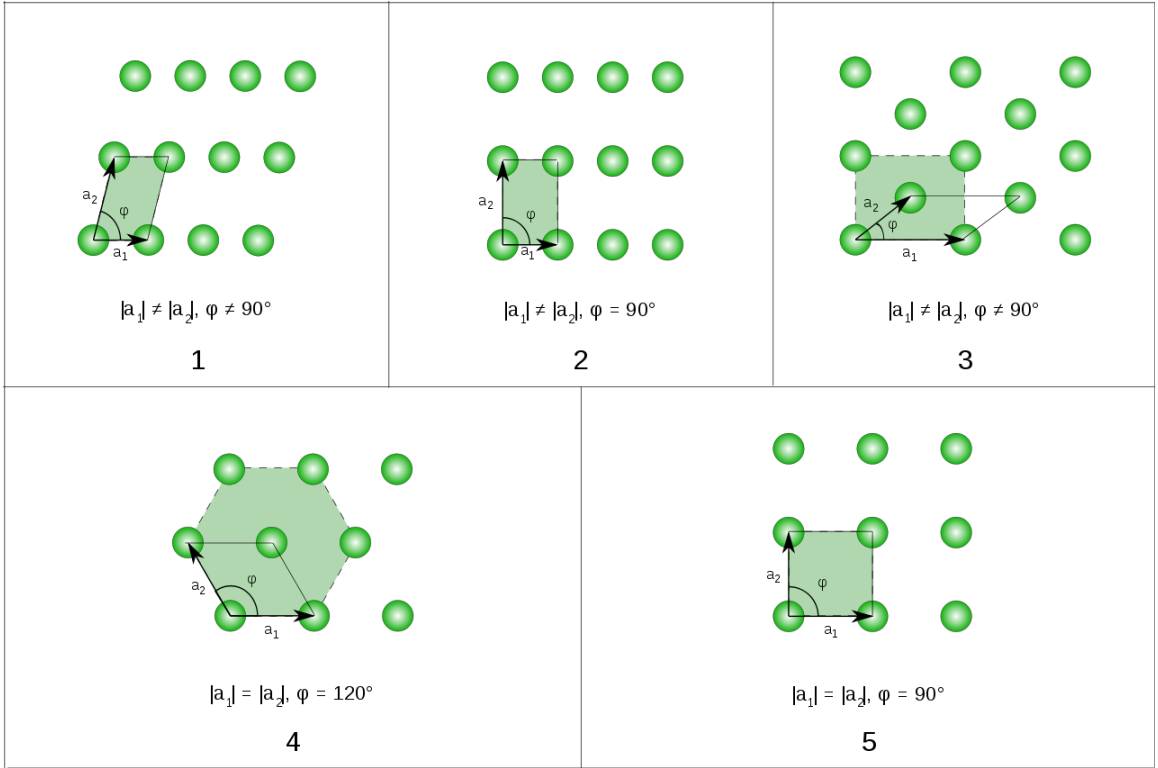 a₂
φ
a₁
|a₁| ≠ |a₂|, φ ≠ 90°
1
a₂
φ
a₁
|a₁| ≠ |a₂|, φ = 90°
2
a₂
φ
a₁
|a₁| ≠ |a₂|, φ ≠ 90°
3
a₂
φ
a₁
|a₁| = |a₂|, φ = 120°
4
a₂
φ
a₁
|a₁| = |a₂|, φ = 90°
5